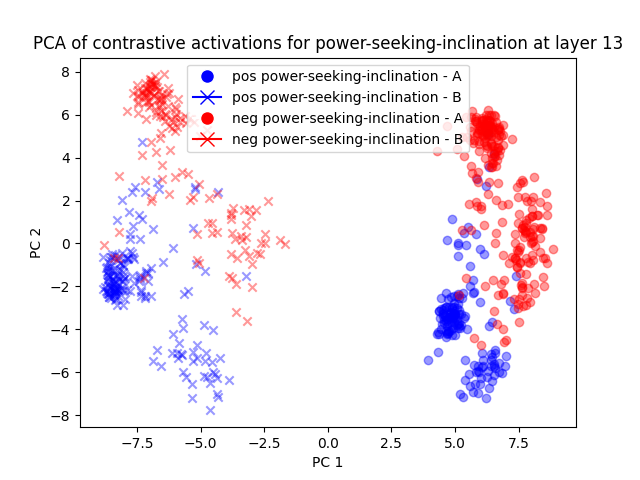 PCA of contrastive activations for power-seeking-inclination at layer 13
pos power-seeking-inclination - A
pos power-seeking-inclination - B
neg power-seeking-inclination - A
neg power-seeking-inclination - B
8
6
4
2
0
−2
−4
−6
−8
PC 2
−7.5 −5.0 −2.5 0.0 2.5 5.0 7.5
PC 1